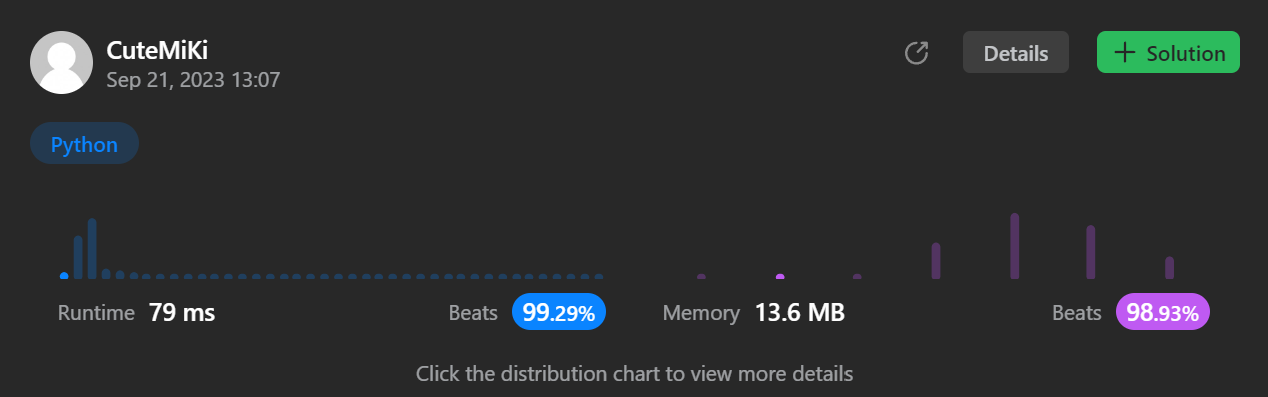 CuteMiKi
Sep 21, 2023 13:07
Details
Solution
Python
Runtime 79 ms Beats 99.29% Memory 13.6 MB Beats 98.93%
Click the distribution chart to view more details